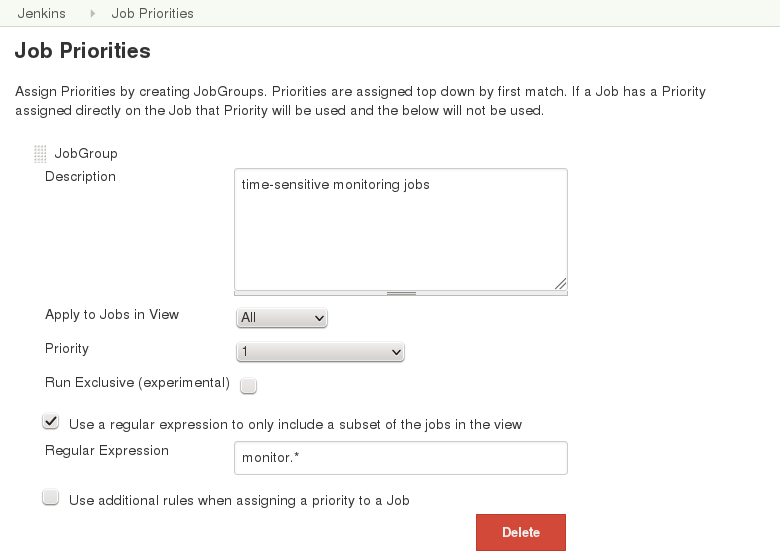 Jenkins Job Priorities
Job Priorities
Assign Priorities by creating JobGroups. Priorities are assigned top down by first match. If a Job has a Priority
assigned directly on the Job that Priority will be used and the below will not be used.
JobGroup
Description
time-sensitive monitoring jobs
Apply to Jobs in View All
Priority 1
Run Exclusive (experimental)
Use a regular expression to only include a subset of the jobs in the view
Regular Expression monitor.*
Use additional rules when assigning a priority to a Job
Delete